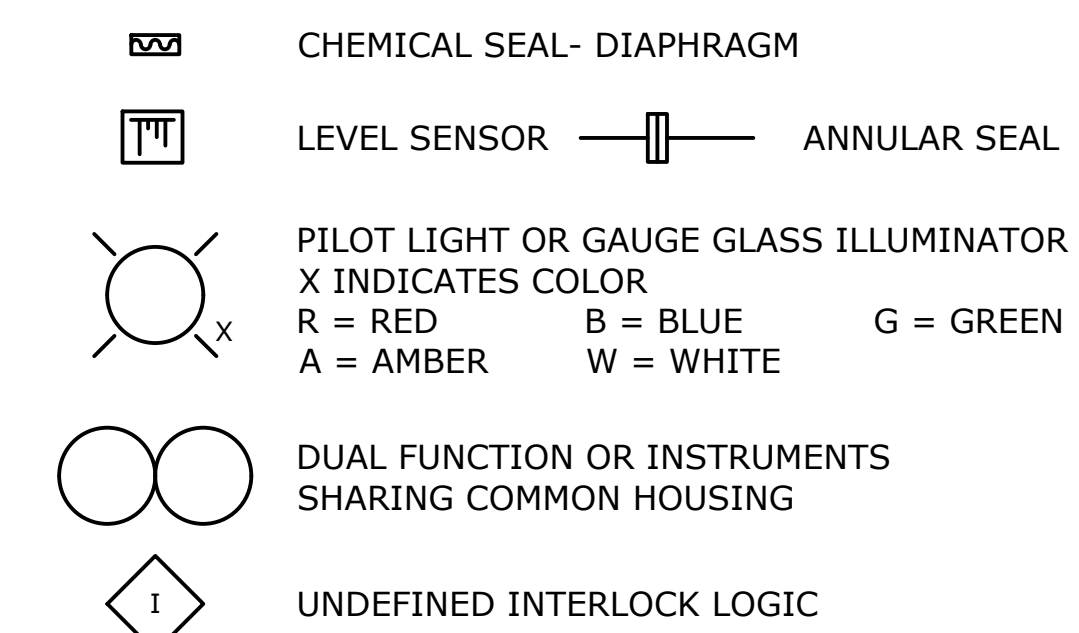 CHEMICAL SEAL- DIAPHRAGM
LEVEL SENSOR ANNULAR SEAL
PILOT LIGHT OR GAUGE GLASS ILLUMINATOR
X INDICATES COLOR
R = RED B = BLUE G = GREEN
X
A = AMBER W = WHITE
DUAL FUNCTION OR INSTRUMENTS
SHARING COMMON HOUSING
I UNDEFINED INTERLOCK LOGIC